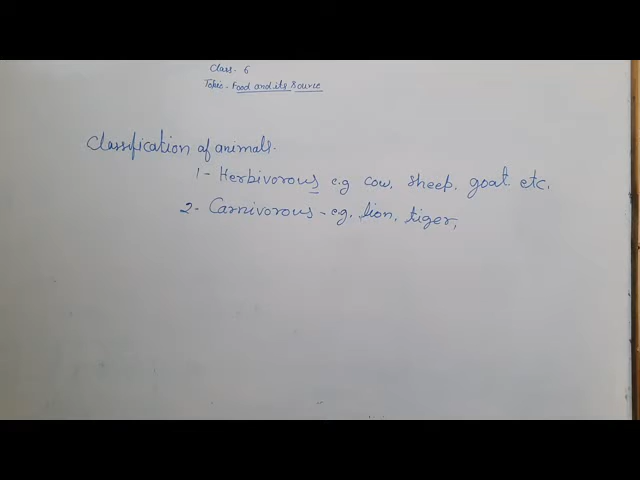 Class- 6
Topic- Food and its Source
Classification of animals.
1- Herbivorous e.g cow, sheep, goat etc.
2- Carnivorous - e.g. lion, tiger,